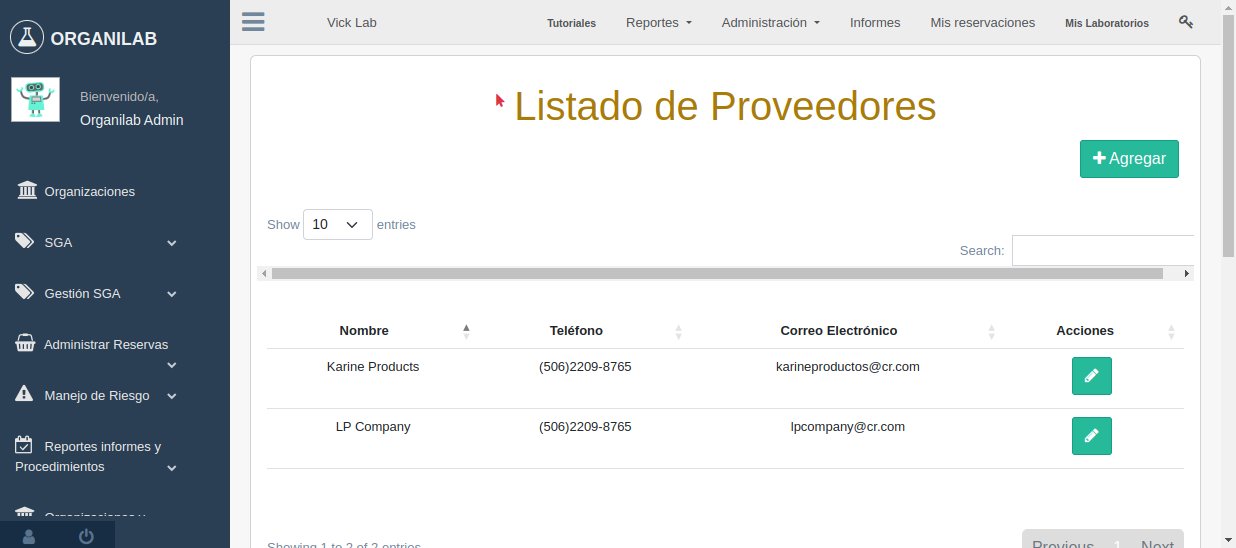 ORGANILAB
Bienvenido/a,
Organilab Admin
Organizaciones
SGA
Gestión SGA
Administrar Reservas
Manejo de Riesgo
Reportes informes y
Procedimientos
Vick Lab
Tutoriales
Reportes
Administración
Informes
Mis reservaciones
Mis Laboratorios
Listado de Proveedores
Agregar
Show 10 entries
Search:
Nombre Teléfono Correo Electrónico Acciones
Karine Products (506)2209-8765 karineproductos@cr.com
LP Company (506)2209-8765 lpcompany@cr.com
Showing 1 to 2 of 2 entries
Previous 1 Next